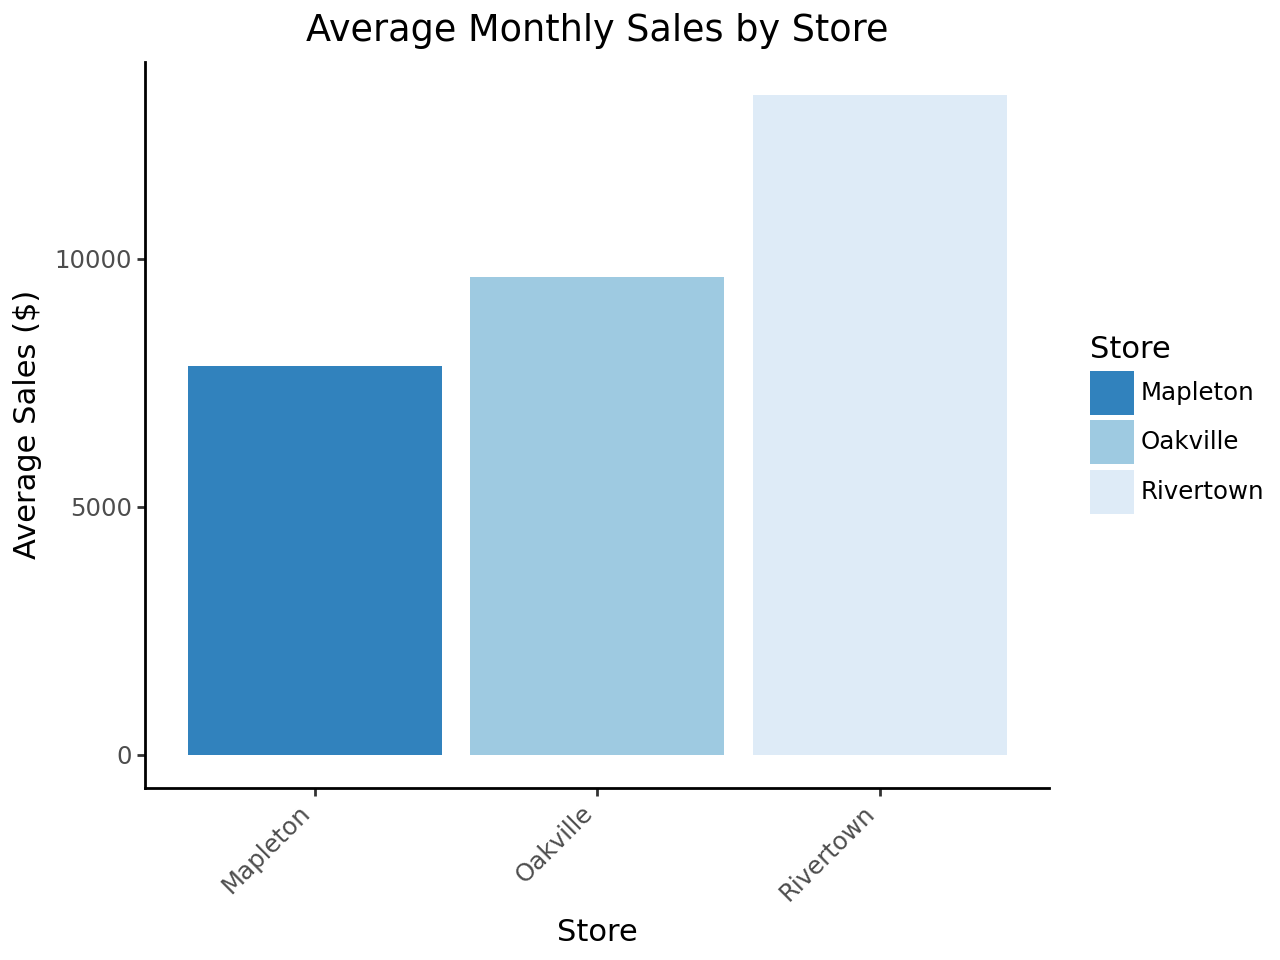 Average Monthly Sales by Store
Average Sales ($)
10000
5000
0
Mapleton
Oakville
Rivertown
Store
Store
Mapleton
Oakville
Rivertown